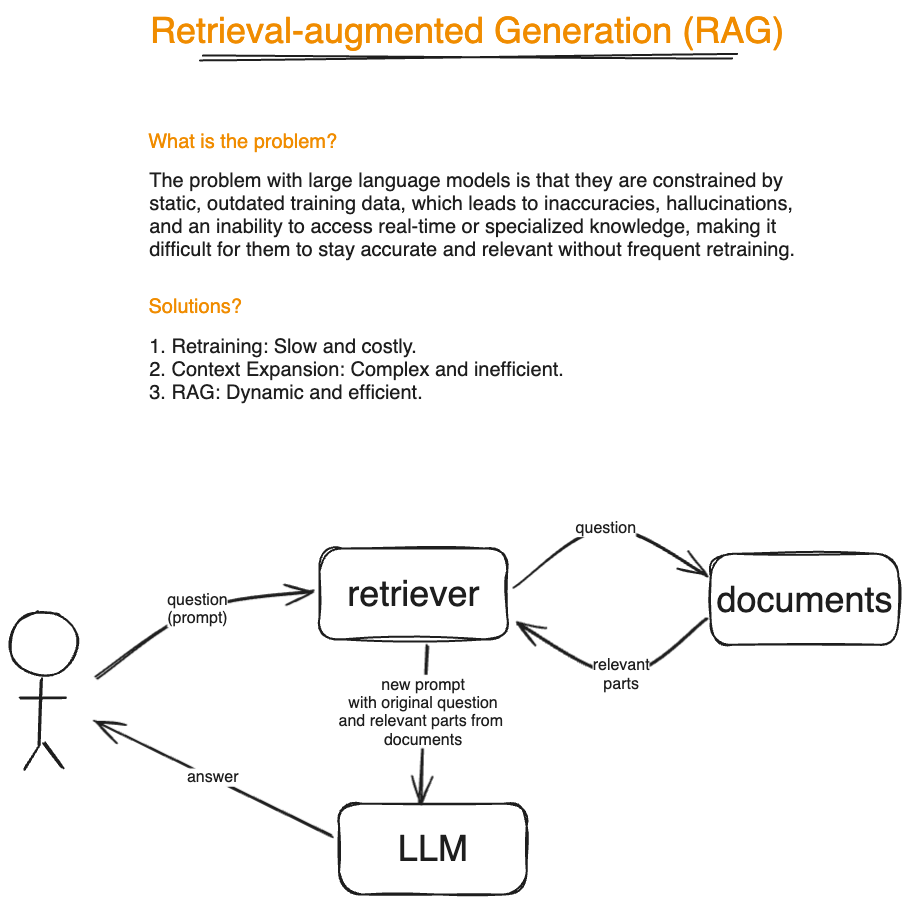 Retrieval-augmented Generation (RAG)
What is the problem?
The problem with large language models is that they are constrained by
static, outdated training data, which leads to inaccuracies, hallucinations,
and an inability to access real-time or specialized knowledge, making it
difficult for them to stay accurate and relevant without frequent retraining.
Solutions?
1. Retraining: Slow and costly.
2. Context Expansion: Complex and inefficient.
3. RAG: Dynamic and efficient.
question
(prompt)
retriever
question
documents
relevant
parts
new prompt
with original question
and relevant parts from
documents
LLM
answer